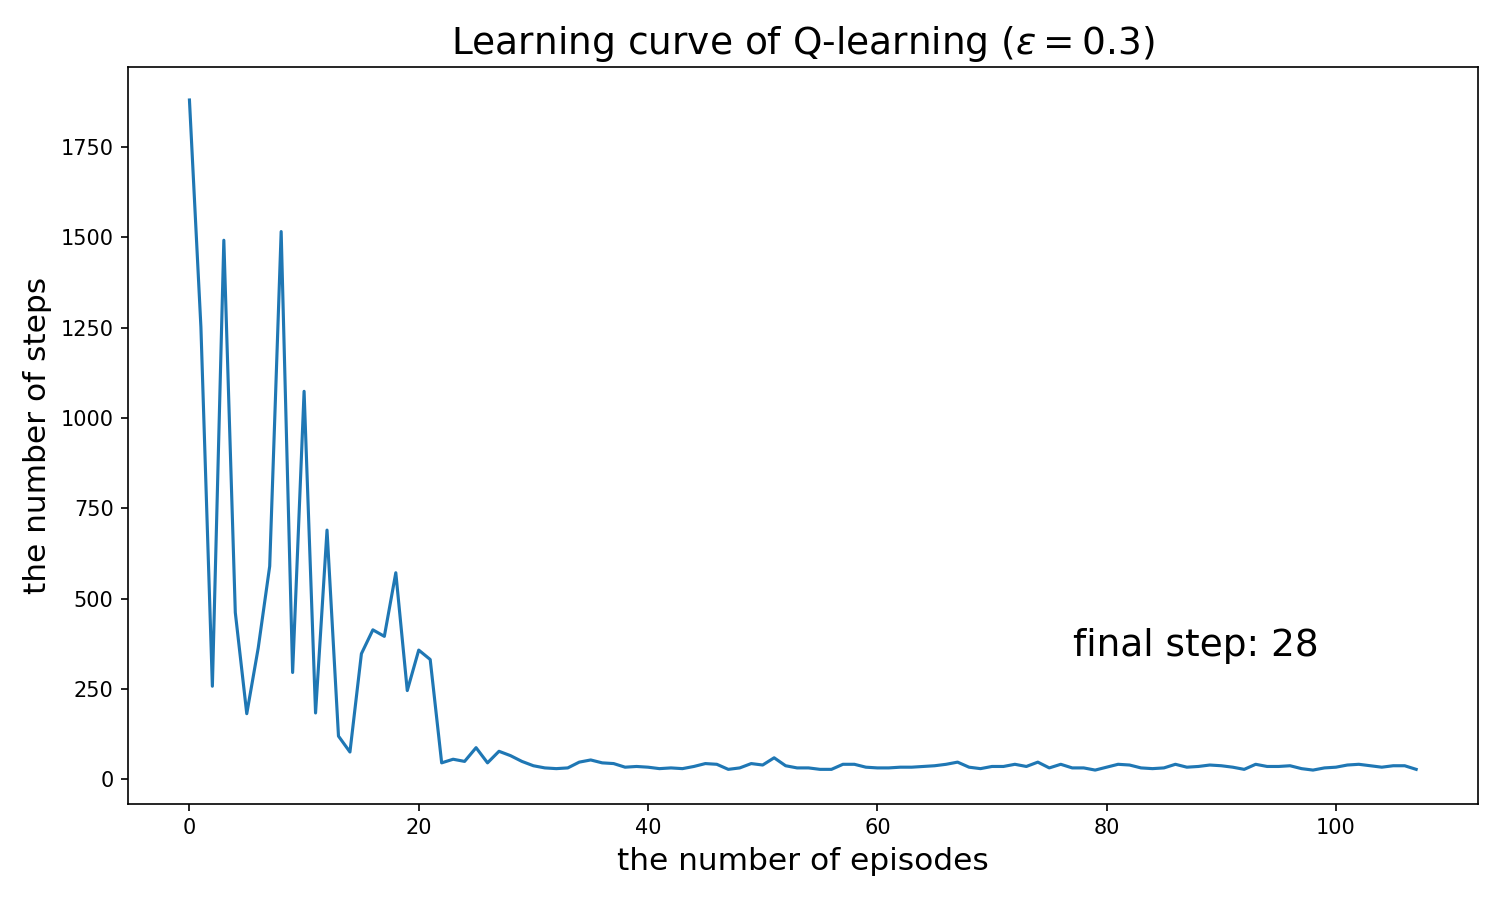 Learning curve of Q-learning (ε = 0.3)
1750
1500
1250
1000
750
500
250
0
the number of steps
final step: 28
0 20 40 60 80 100
the number of episodes